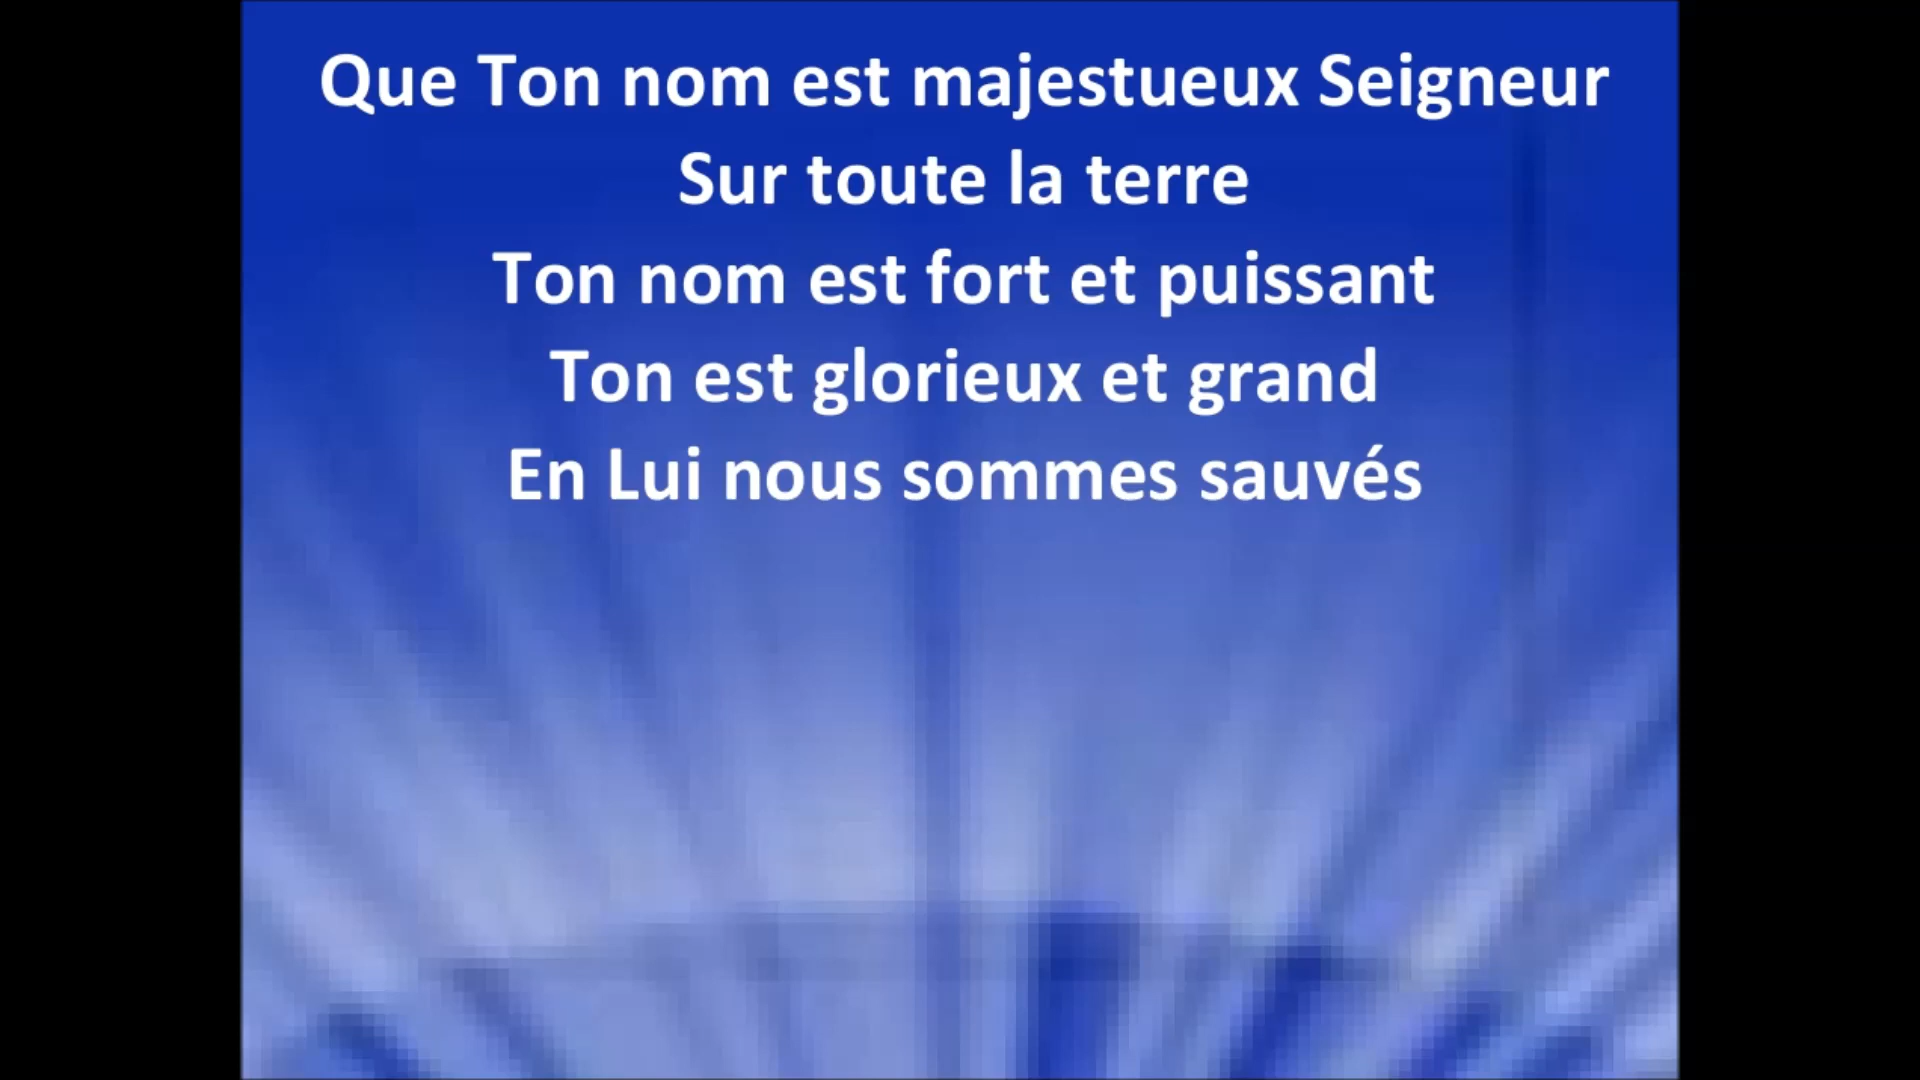 Que Ton nom est majestueux Seigneur
Sur toute la terre
Ton nom est fort et puissant
Ton est glorieux et grand
En Lui nous sommes sauvés